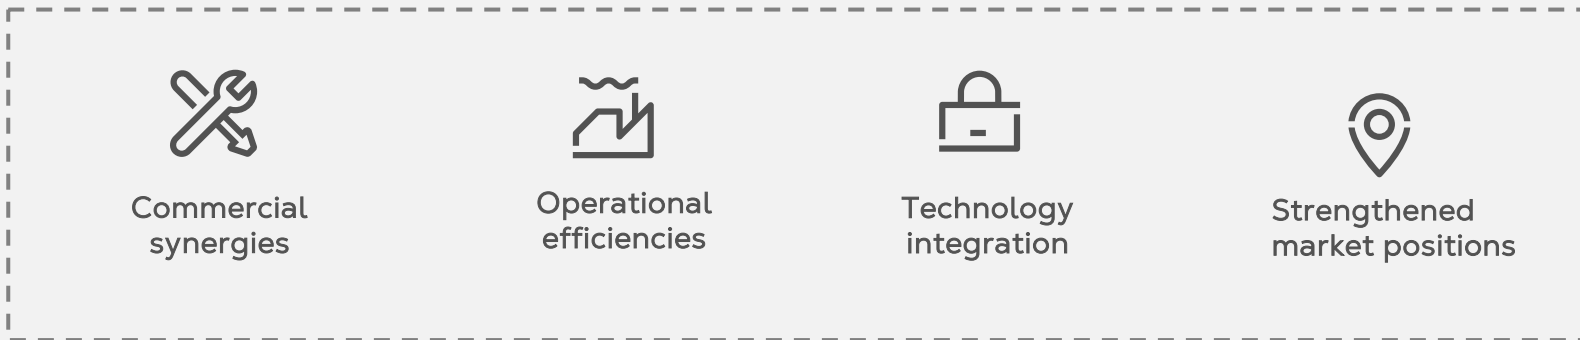 Commercial
synergies
Operational
efficiencies
Technology
integration
Strengthened
market positions